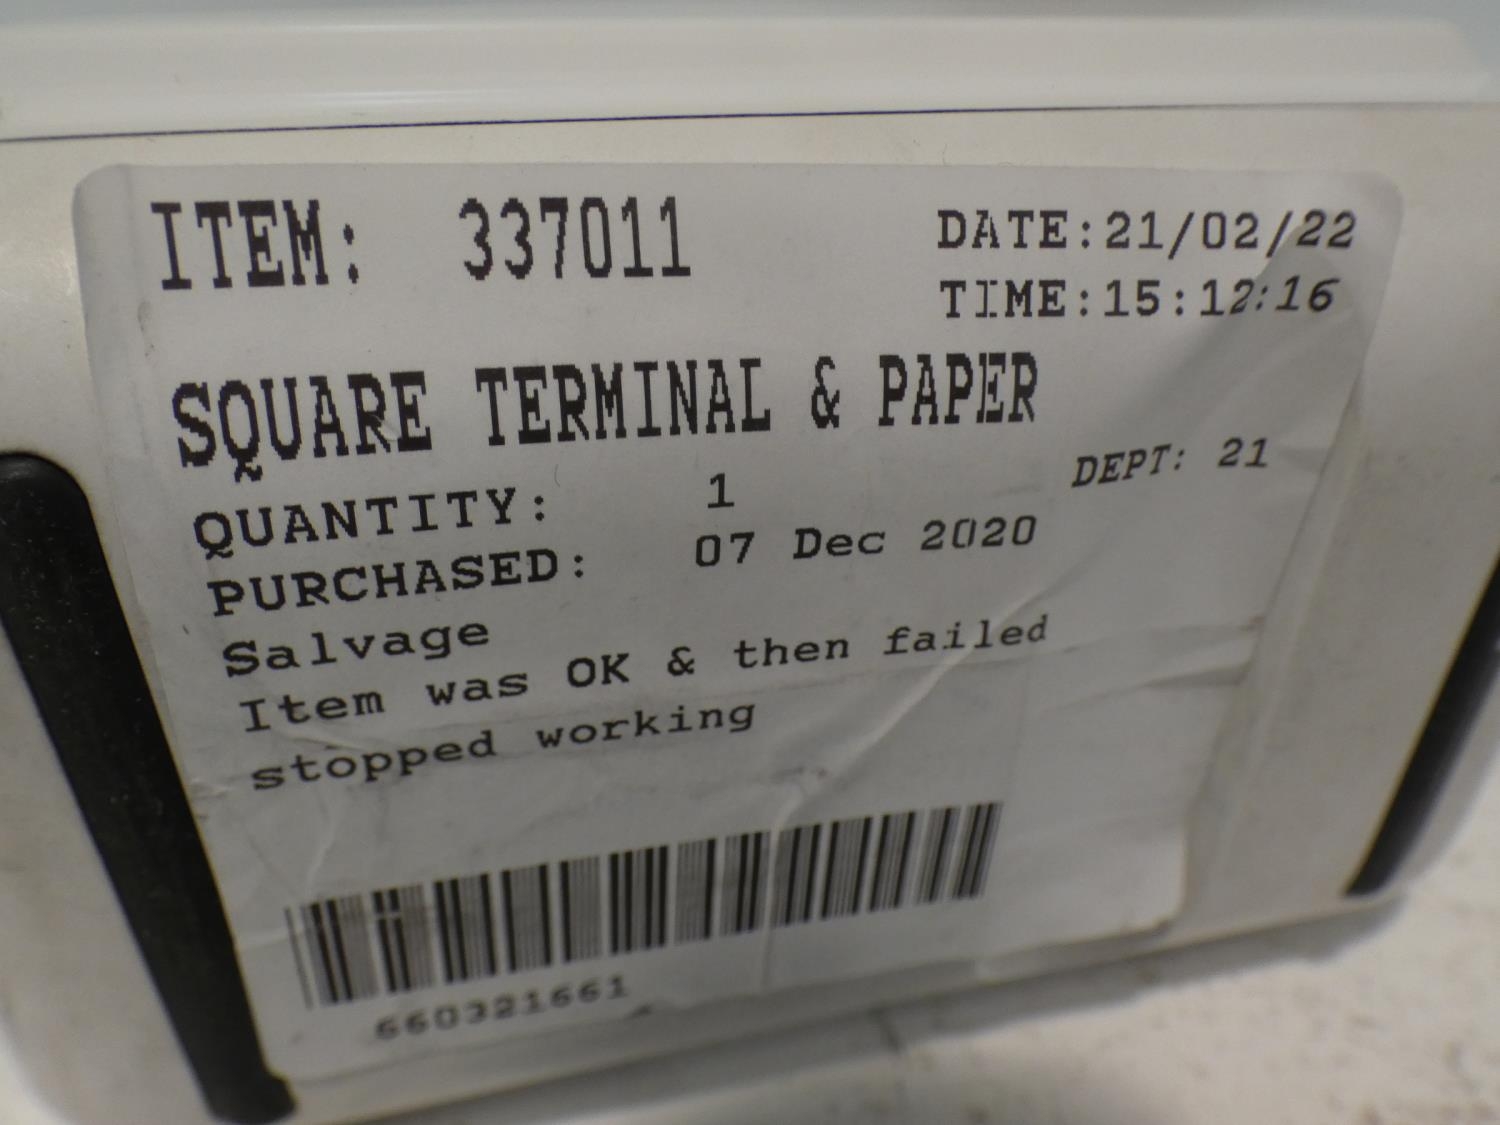 ITEM: 337011
DATE:21/02/22
TIME:15:12:16
SQUARE TERMINAL & PAPER
DEPT: 21
QUANTITY: 1
PURCHASED: 07 Dec 2020
Salvage
Item was OK & then failed
stopped working
660321661